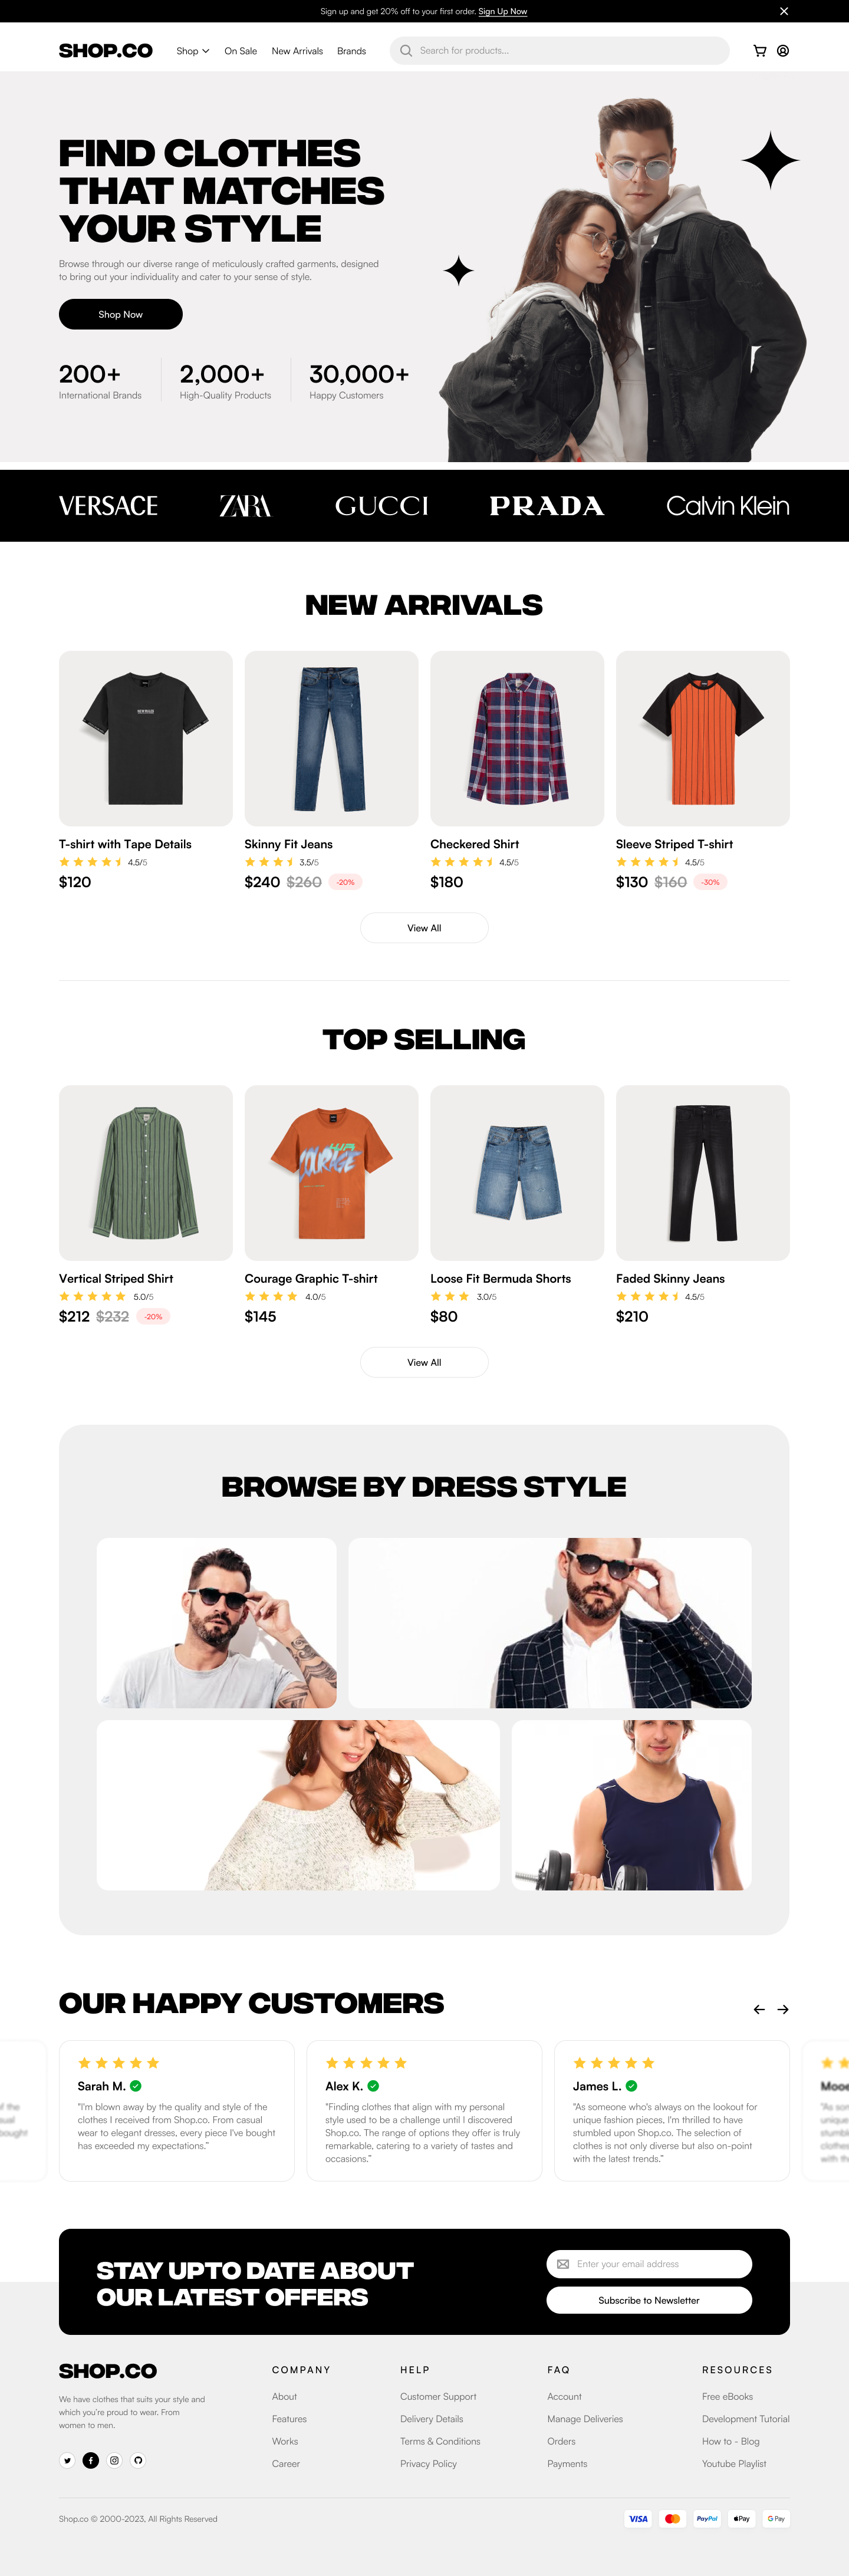 Sign up and get 20% off to your first order. Sign Up Now
SHOP.CO
Shop
On Sale
New Arrivals
Brands
Search for products...
FIND CLOTHES
THAT MATCHES
YOUR STYLE
Browse through our diverse range of meticulously crafted garments, designed
to bring out your individuality and cater to your sense of style.
Shop Now
200+
International Brands
2,000+
High-Quality Products
30,000+
Happy Customers
VERSACE
ZARA
GUCCI
PRADA
Calvin Klein
NEW ARRIVALS
T-shirt with Tape Details
4.5/5
$120
Skinny Fit Jeans
3.5/5
$240 $260 -20%
Checkered Shirt
4.5/5
$180
Sleeve Striped T-shirt
4.5/5
$130 $160 -30%
View All
TOP SELLING
COURAGE
Vertical Striped Shirt
5.0/5
$212 $232 -20%
Courage Graphic T-shirt
4.0/5
$145
Loose Fit Bermuda Shorts
3.0/5
$80
Faded Skinny Jeans
4.5/5
$210
View All
BROWSE BY DRESS STYLE
OUR HAPPY CUSTOMERS
of the
bought
Sarah M.
"I'm blown away by the quality and style of the
clothes I received from Shop.co. From casual
wear to elegant dresses, every piece I've bought
has exceeded my expectations."
Alex K.
"Finding clothes that align with my personal
style used to be a challenge until I discovered
Shop.co. The range of options they offer is truly
remarkable, catering to a variety of tastes and
occasions."
James L.
"As someone who's always on the lookout for
unique fashion pieces, I'm thrilled to have
stumbled upon Shop.co. The selection of
clothes is not only diverse but also on-point
with the latest trends."
Mooe
STAY UPTO DATE ABOUT
OUR LATEST OFFERS
Enter your email address
Subscribe to Newsletter
SHOP.CO
We have clothes that suits your style and
which you're proud to wear. From
women to men.
COMPANY
About
Features
Works
Career
HELP
Customer Support
Delivery Details
Terms & Conditions
Privacy Policy
FAQ
Account
Manage Deliveries
Orders
Payments
RESOURCES
Free eBooks
Development Tutorial
How to - Blog
Youtube Playlist
Shop.co © 2000-2023, All Rights Reserved
VISA
PayPal
Pay
G Pay